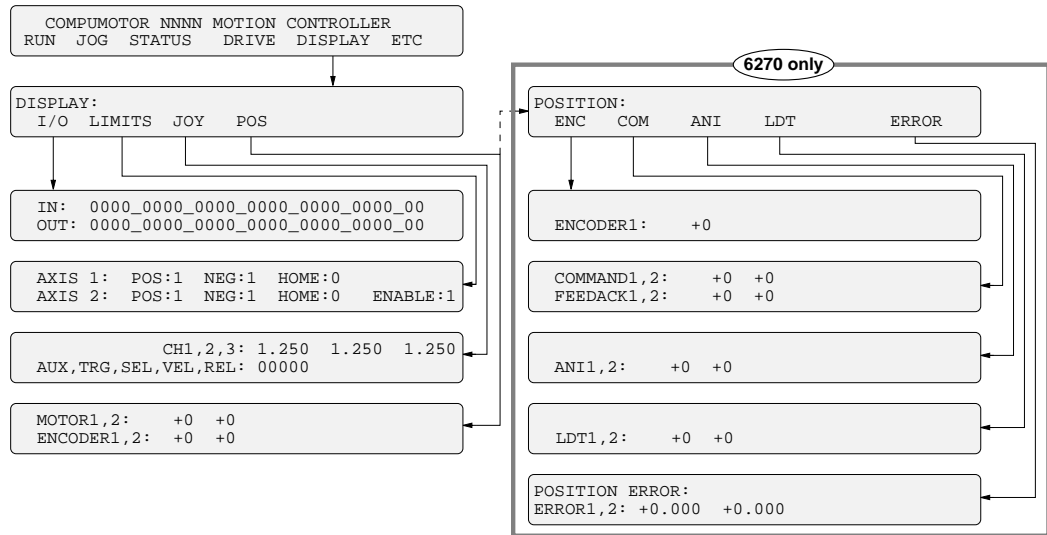 COMPUMOTOR NNNN MOTION CONTROLLER
RUN JOG STATUS DRIVE DISPLAY ETC
DISPLAY:
I/O LIMITS JOY POS
IN: 0000_0000_0000_0000_0000_0000_00
OUT: 0000_0000_0000_0000_0000_0000_00
AXIS 1: POS:1 NEG:1 HOME:0
AXIS 2: POS:1 NEG:1 HOME:0 ENABLE:1
CH1,2,3: 1.250 1.250 1.250
AUX,TRG,SEL,VEL,REL: 00000
MOTOR1,2: +0 +0
ENCODER1,2: +0 +0
6270 only
POSITION:
ENC COM ANI LDT ERROR
ENCODER1: +0
COMMAND1,2: +0 +0
FEEDACK1,2: +0 +0
ANI1,2: +0 +0
LDT1,2: +0 +0
POSITION ERROR:
ERROR1,2: +0.000 +0.000